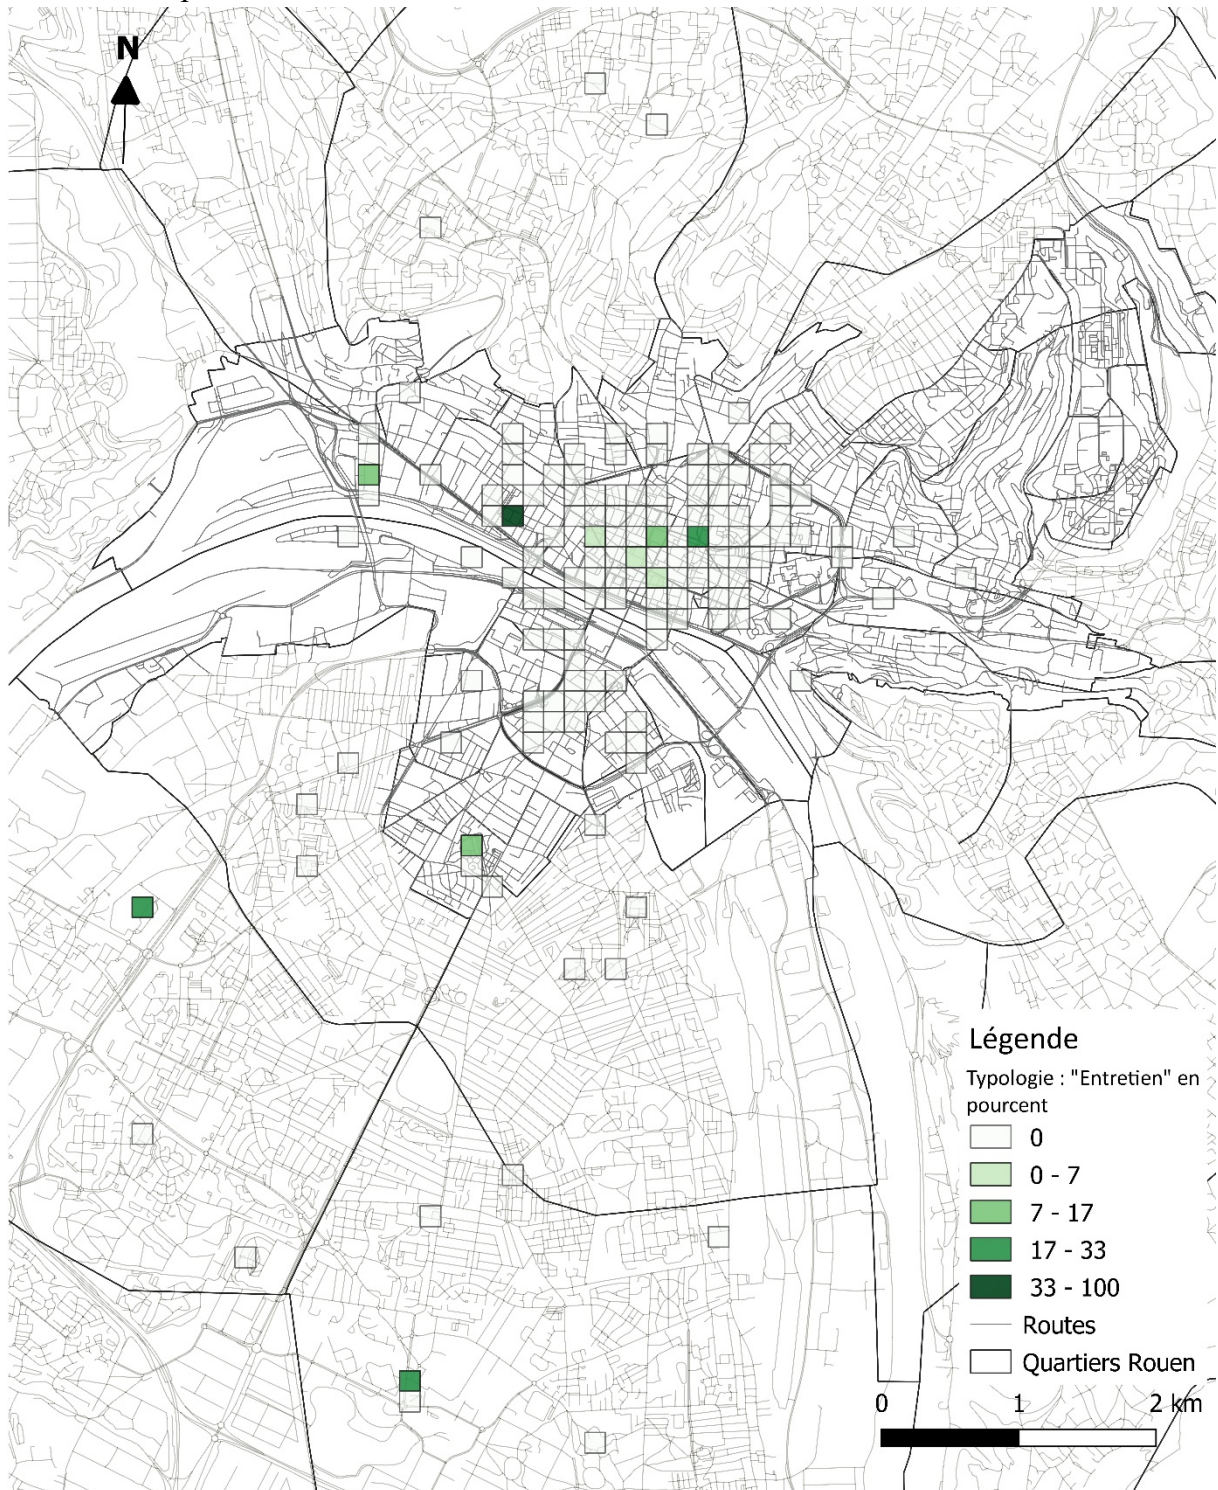 N
Légende
Typologie : "Entretien" en
pourcent
0
0 - 7
7 - 17
17 - 33
33 - 100
Routes
Quartiers Rouen
0 1 2 km